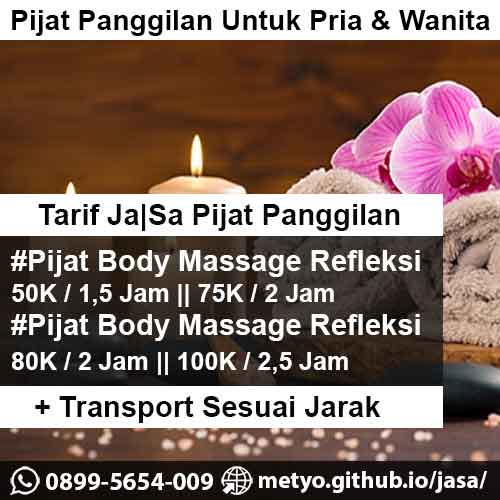 Pijat Panggilan Untuk Pria & Wanita
Tarif Ja|Sa Pijat Panggilan
#Pijat Body Massage Refleksi
50K / 1,5 Jam || 75K / 2 Jam
#Pijat Body Massage Refleksi
80K / 2 Jam || 100K / 2,5 Jam
+ Transport Sesuai Jarak
0899-5654-009 metyo.github.io/jasa/